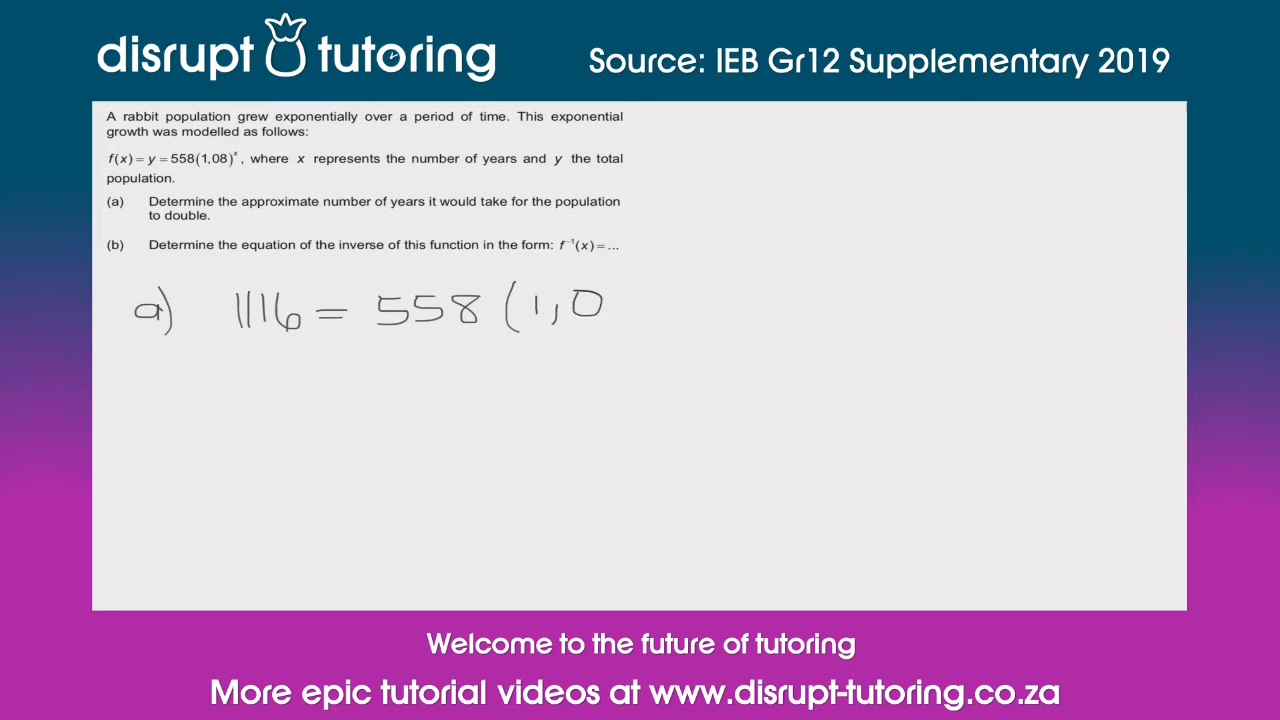 disrupt tutoring
Source: IEB Gr12 Supplementary 2019
A rabbit population grew exponentially over a period of time. This exponential
growth was modelled as follows:
f(x) = y = 558(1,08)^x, where x represents the number of years and y the total
population.
(a) Determine the approximate number of years it would take for the population
to double.
(b) Determine the equation of the inverse of this function in the form: f⁻¹(x) = ...
a) 1116 = 558 (1,0
Welcome to the future of tutoring
More epic tutorial videos at www.disrupt-tutoring.co.za